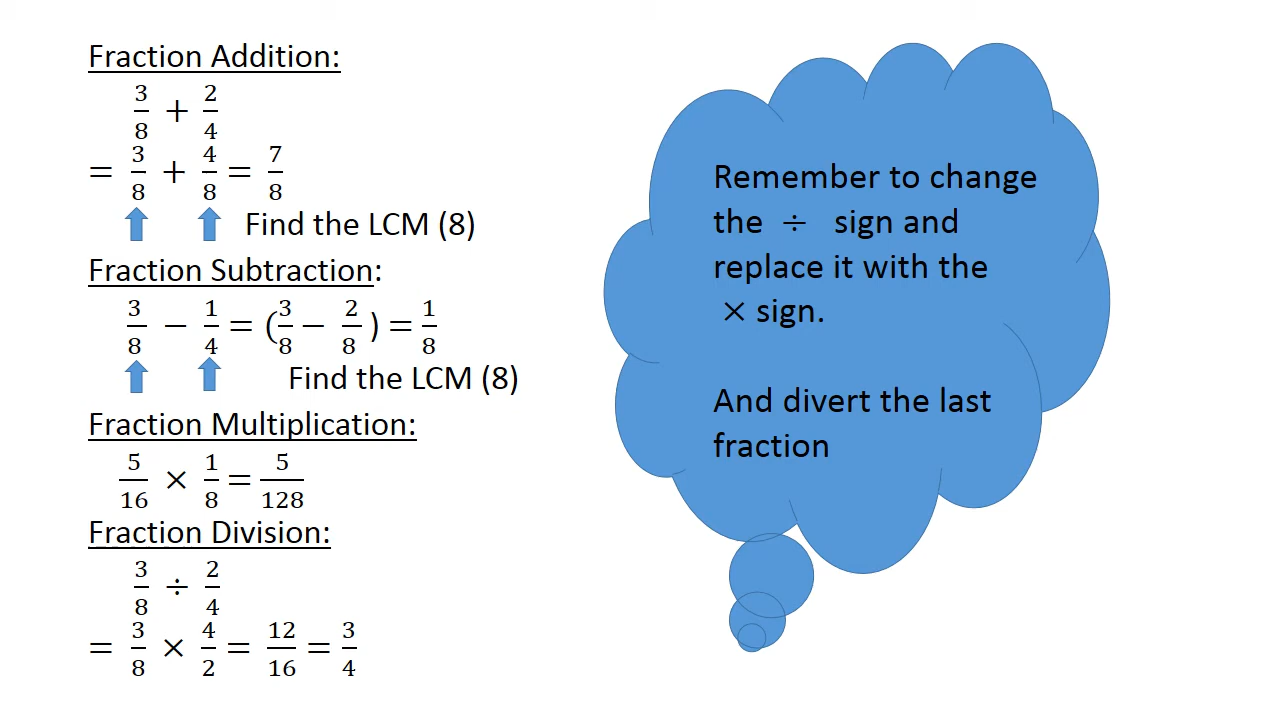 Fraction Addition:
3/8 + 2/4
= 3/8 + 4/8 = 7/8
Find the LCM (8)
Fraction Subtraction:
3/8 − 1/4 = (3/8 − 2/8) = 1/8
Find the LCM (8)
Fraction Multiplication:
5/16 × 1/8 = 5/128
Fraction Division:
3/8 ÷ 2/4
= 3/8 × 4/2 = 12/16 = 3/4
Remember to change
the ÷ sign and
replace it with the
× sign.
And divert the last
fraction